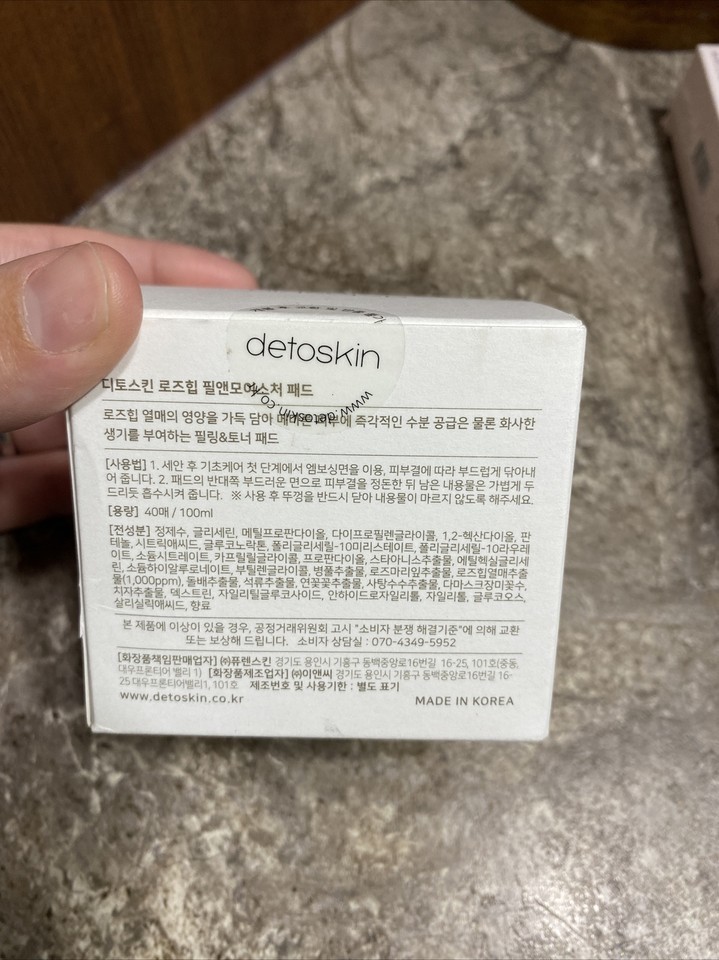 detoskin
www.detoskin.co.kr
디토스킨 로즈힙 필앤모이스처 패드
로즈힙 열매의 영양을 가득 담아 메마른 피부에 즉각적인 수분 공급은 물론 화사한
생기를 부여하는 필링&토너 패드
[사용법] 1. 세안 후 기초케어 첫 단계에서 엠보싱면을 이용, 피부결에 따라 부드럽게 닦아내
어 줍니다. 2. 패드의 반대쪽 부드러운 면으로 피부결을 정돈한 뒤 남은 내용물은 가볍게 두
드리듯 흡수시켜 줍니다. ※ 사용 후 뚜껑을 반드시 닫아 내용물이 마르지 않도록 해주세요.
[용량] 40매 / 100ml
[전성분] 정제수, 글리세린, 메틸프로판다이올, 다이프로필렌글라이콜, 1,2-헥산다이올, 판
테놀, 시트릭애씨드, 글루코노락톤, 폴리글리세릴-10미리스테이트, 폴리글리세릴-10라우레
이트, 소듐시트레이트, 카프릴릴글라이콜, 프로판다이올, 스타아니스추출물, 에틸헥실글리세
린, 소듐하이알루로네이트, 부틸렌글라이콜, 병풀추출물, 로즈마리잎추출물, 로즈힙열매추출
물(1,000ppm), 돌배추출물, 석류추출물, 연꽃꽃추출물, 사탕수수추출물, 다마스크장미꽃수,
치자추출물, 덱스트린, 자일리틸글루코사이드, 안하이드로자일리톨, 자일리톨, 글루코오스,
살리실릭애씨드, 향료
본 제품에 이상이 있을 경우, 공정거래위원회 고시 "소비자 분쟁 해결기준"에 의해 교환
또는 보상해 드립니다. 소비자 상담실 : 070-4349-5952
[화장품책임판매업자] ㈜퓨렌스킨 경기도 용인시 기흥구 동백중앙로16번길 16-25, 101호(중동,
대우프론티어밸리 1) [화장품제조업자] ㈜이앤씨 경기도 용인시 기흥구 동백중앙로16번길 16-
25 대우프론티어밸리1, 101호 제조번호 및 사용기한 : 별도 표기
www.detoskin.co.kr MADE IN KOREA